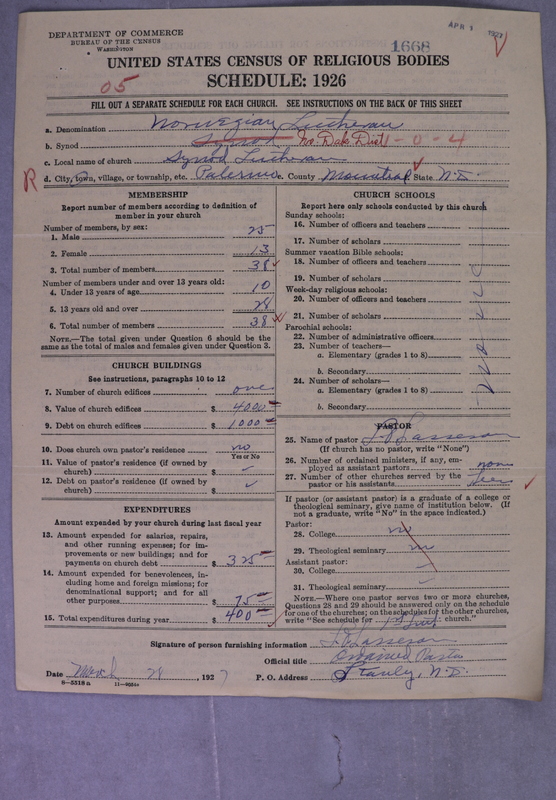 DEPARTMENT OF COMMERCE
BUREAU OF THE CENSUS
WASHINGTON
APR 1 1927
1668
UNITED STATES CENSUS OF RELIGIOUS BODIES
SCHEDULE: 1926
05
FILL OUT A SEPARATE SCHEDULE FOR EACH CHURCH. SEE INSTRUCTIONS ON THE BACK OF THIS SHEET
a. Denomination Norwegian Lutheran
b. Synod Synod No. Dak. Dist 1-0-4
c. Local name of church Synod Lutheran
R d. City, town, village, or township, etc. Palermo e. County Mountrail State N.D.
MEMBERSHIP
Report number of members according to definition of member in your church
Number of members, by sex:
1. Male 25
2. Female 13
3. Total number of members 38
Number of members under and over 13 years old:
4. Under 13 years of age 10
5. 13 years old and over 28
6. Total number of members 38
NOTE.—The total given under Question 6 should be the same as the total of males and females given under Question 3.
CHURCH BUILDINGS
See instructions, paragraphs 10 to 12
7. Number of church edifices one
8. Value of church edifices $ 4000
9. Debt on church edifices $ 1000
10. Does church own pastor's residence no
Yes or No
11. Value of pastor's residence (if owned by church) $
12. Debt on pastor's residence (if owned by church) $
EXPENDITURES
Amount expended by your church during last fiscal year
13. Amount expended for salaries, repairs, and other running expenses; for improvements or new buildings; and for payments on church debt $ 325
14. Amount expended for benevolences, including home and foreign missions; for denominational support; and for all other purposes $ 75
15. Total expenditures during year $ 400
CHURCH SCHOOLS
Report here only schools conducted by this church
Sunday schools:
16. Number of officers and teachers
17. Number of scholars
Summer vacation Bible schools:
18. Number of officers and teachers
19. Number of scholars
Week-day religious schools:
20. Number of officers and teachers
21. Number of scholars
Parochial schools:
22. Number of administrative officers
23. Number of teachers—
a. Elementary (grades 1 to 8)
b. Secondary
24. Number of scholars—
a. Elementary (grades 1 to 8)
b. Secondary
PASTOR
25. Name of pastor
(If church has no pastor, write "None")
26. Number of ordained ministers, if any, employed as assistant pastors none
27. Number of other churches served by the pastor or his assistants
If pastor (or assistant pastor) is a graduate of a college or theological seminary, give name of institution below. (If not a graduate, write "No" in the space indicated.)
Pastor:
28. College no
29. Theological seminary
Assistant pastor:
30. College
31. Theological seminary
NOTE.—Where one pastor serves two or more churches, Questions 28 and 29 should be answered only on the schedule for one of the churches; on the schedules for the other churches, write "See schedule for church."
Signature of person furnishing information
Official title Ordained Pastor
Date March 28, 1927 P. O. Address Stanly, N.D.